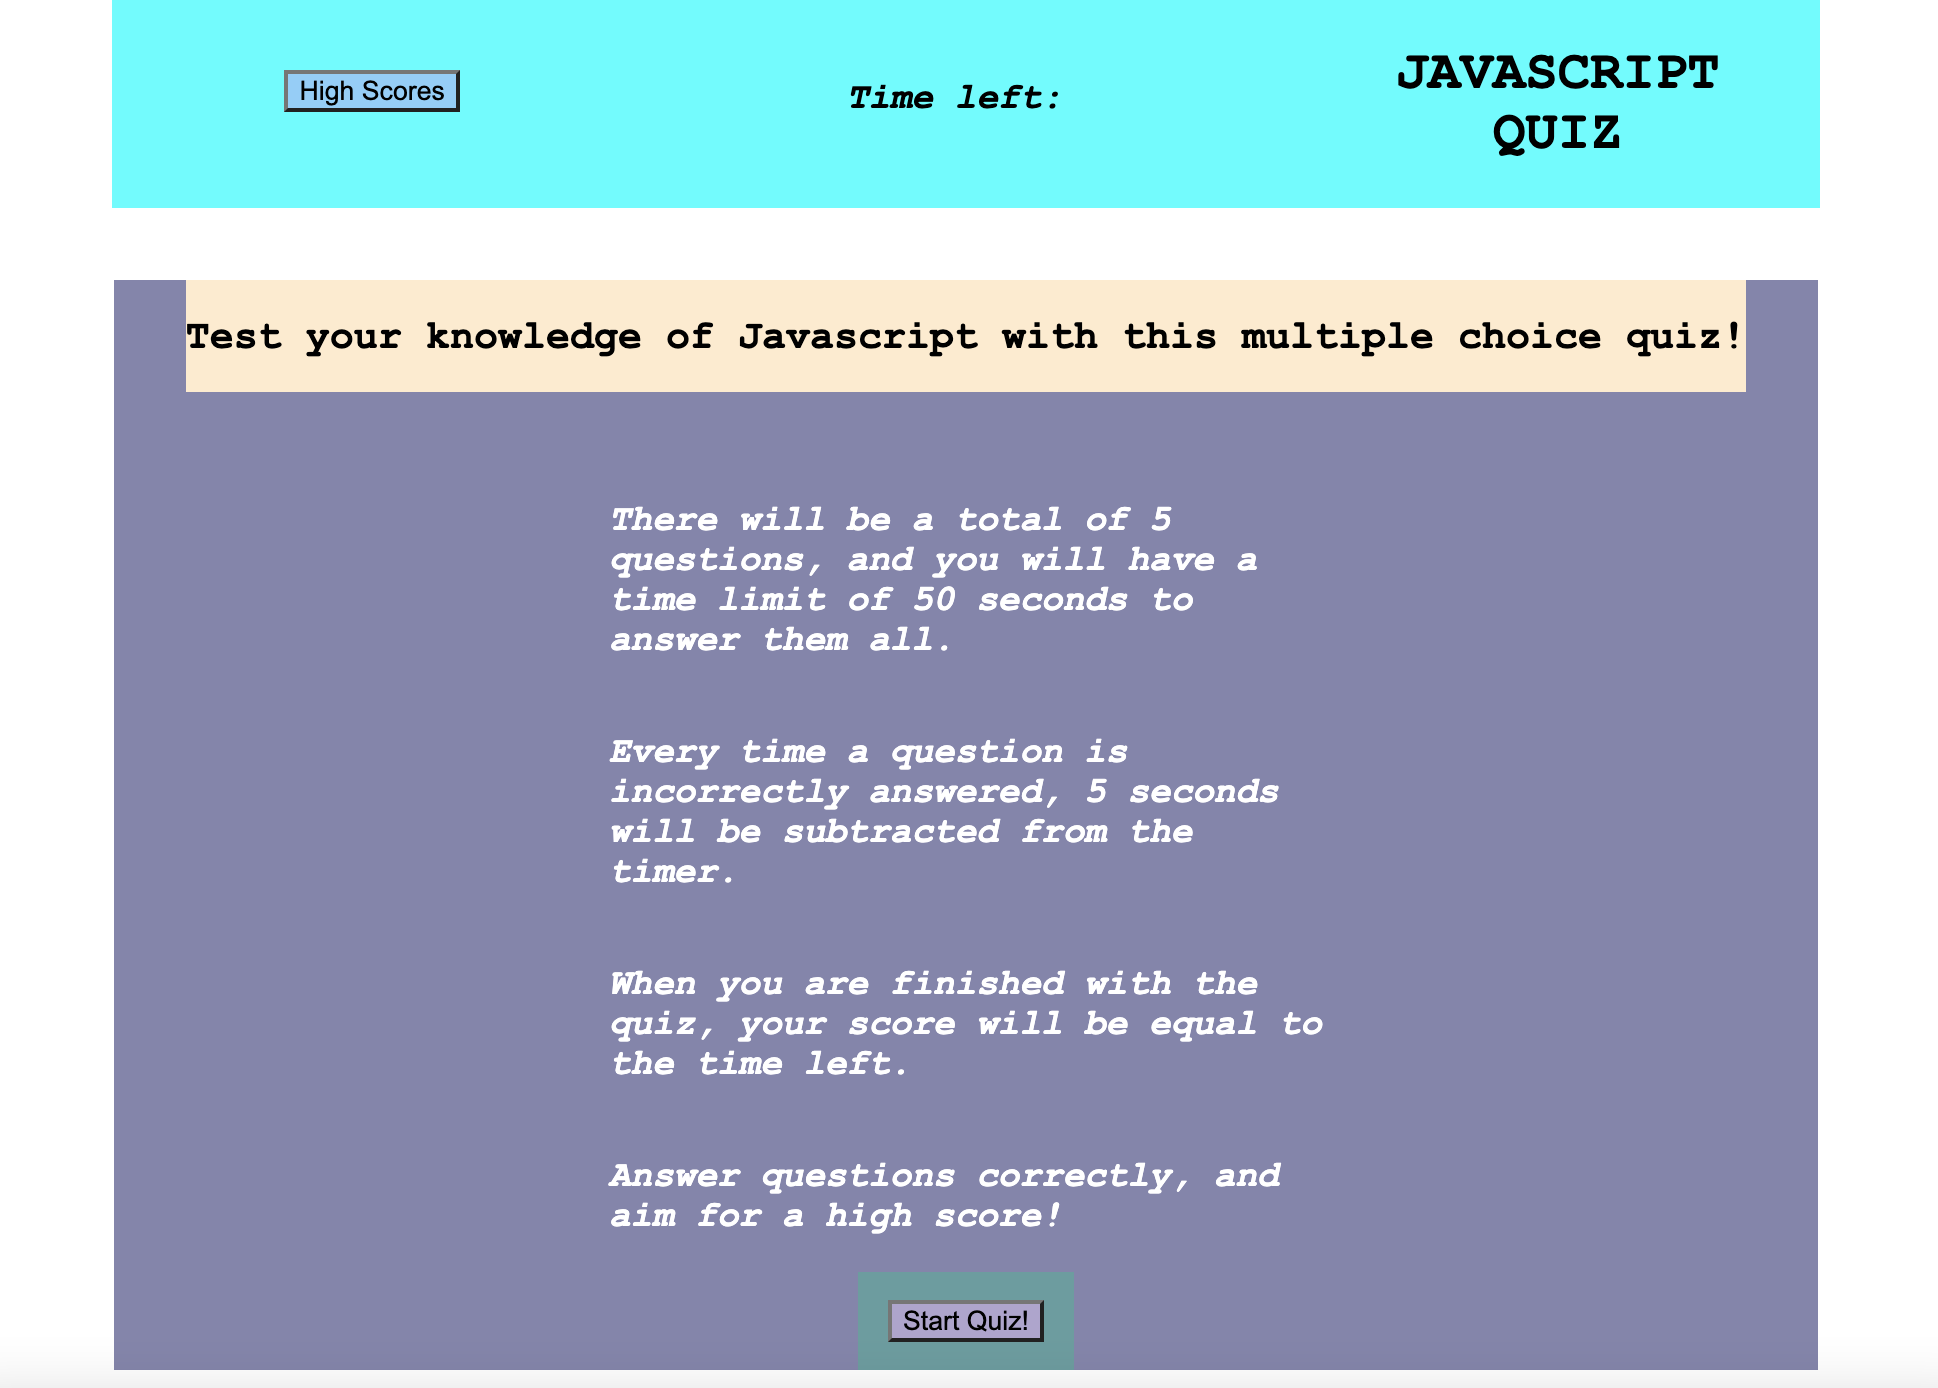 High Scores
Time left:
JAVASCRIPT
QUIZ
Test your knowledge of Javascript with this multiple choice quiz!
There will be a total of 5
questions, and you will have a
time limit of 50 seconds to
answer them all.
Every time a question is
incorrectly answered, 5 seconds
will be subtracted from the
timer.
When you are finished with the
quiz, your score will be equal to
the time left.
Answer questions correctly, and
aim for a high score!
Start Quiz!